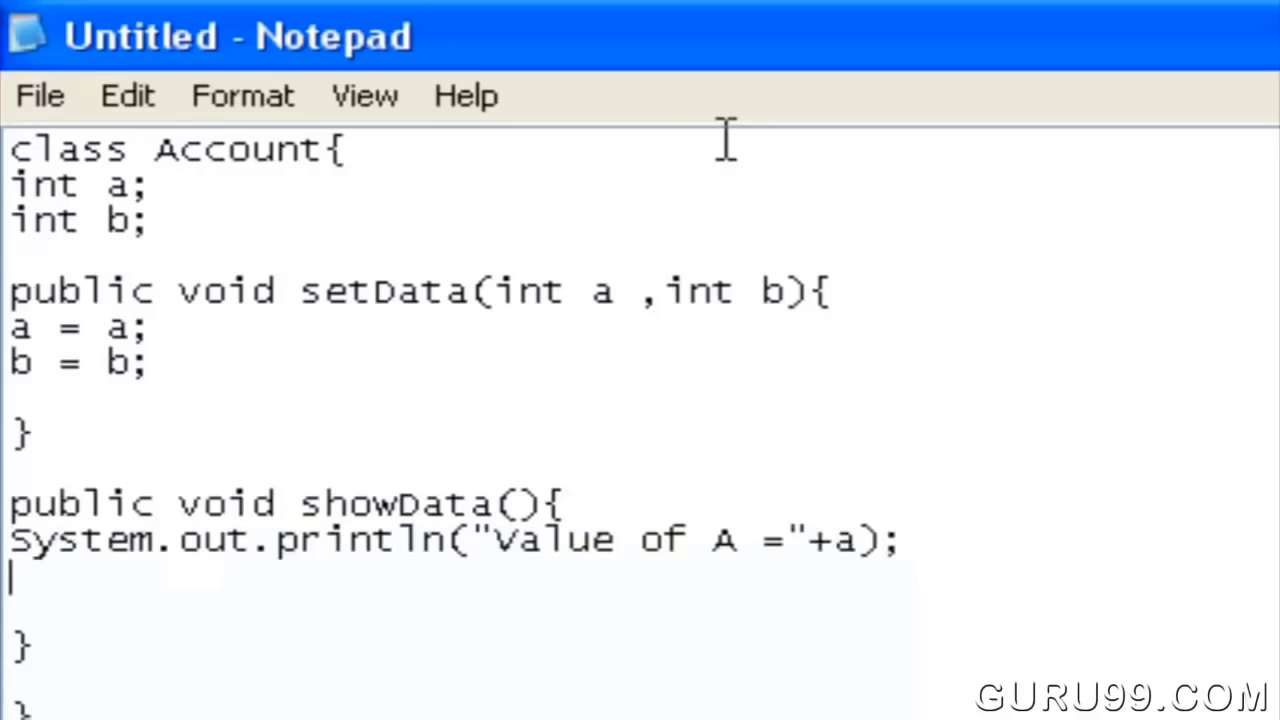 Untitled - Notepad
File Edit Format View Help
class Account{
int a;
int b;
public void setData(int a ,int b){
a = a;
b = b;
}
public void showData(){
System.out.println("Value of A ="+a);
}
}
GURU99.COM